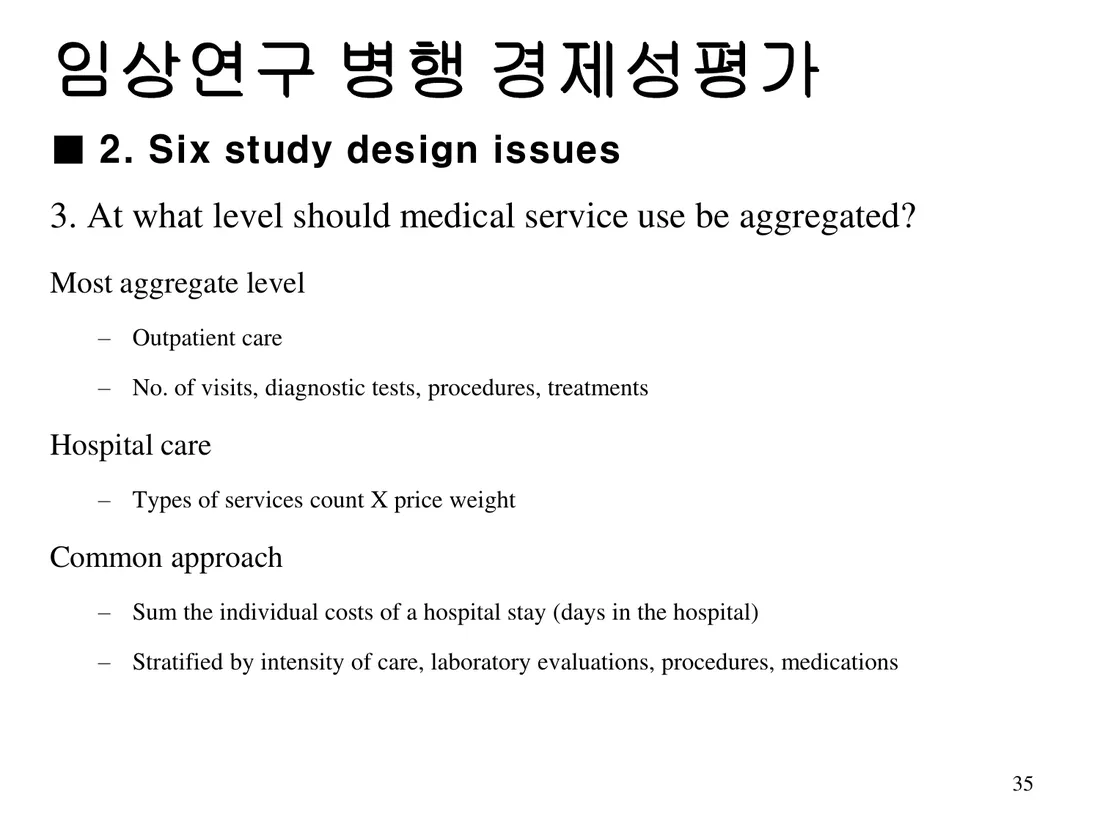 임상연구 병행 경제성평가
■ 2. Six study design issues
3. At what level should medical service use be aggregated?
Most aggregate level
– Outpatient care
– No. of visits, diagnostic tests, procedures, treatments
Hospital care
– Types of services count X price weight
Common approach
– Sum the individual costs of a hospital stay (days in the hospital)
– Stratified by intensity of care, laboratory evaluations, procedures, medications
35